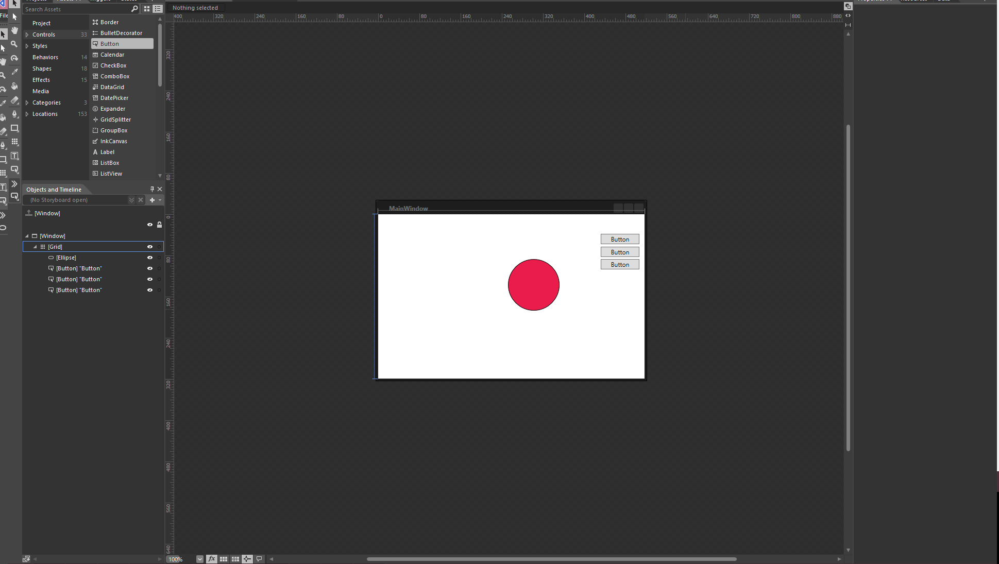 Nothing selected
Search Assets
File
Project
Controls 33
Styles
Behaviors 14
Shapes 18
Effects 15
Media
Categories 3
Locations 153
Border
BulletDecorator
Button
Calendar
CheckBox
ComboBox
DataGrid
DatePicker
Expander
GridSplitter
GroupBox
InkCanvas
Label
ListBox
ListView
400 320 240 160 80 0 80 160 240 320 400 480 560 640 720 800 880
320
240
160
80
0
80
160
240
320
400
480
560
640
Objects and Timeline
(No Storyboard open)
[Window]
[Window]
[Grid]
[Ellipse]
[Button] "Button"
[Button] "Button"
[Button] "Button"
MainWindow
Button
Button
Button
100%
fx